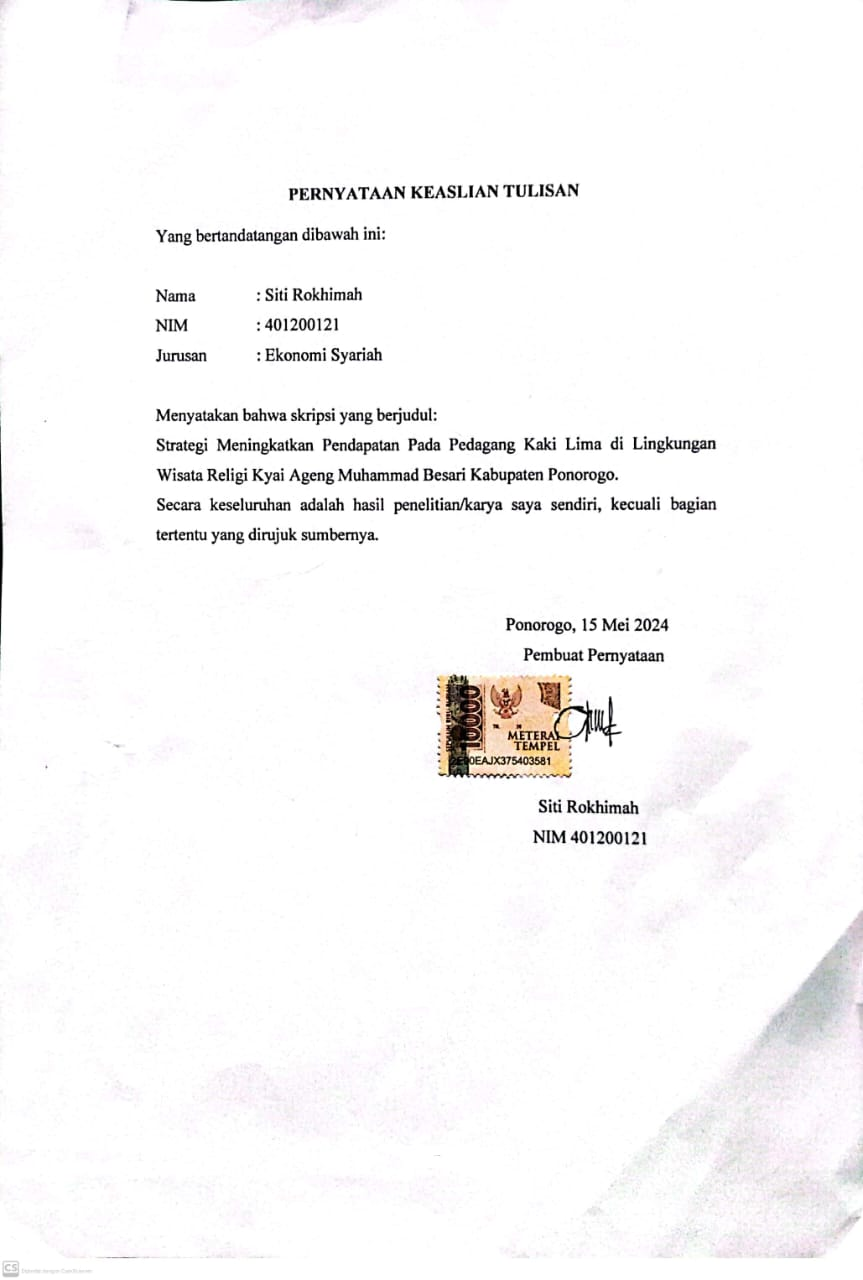 PERNYATAAN KEASLIAN TULISAN
Yang bertandatangan dibawah ini:
Nama : Siti Rokhimah
NIM : 401200121
Jurusan : Ekonomi Syariah
Menyatakan bahwa skripsi yang berjudul:
Strategi Meningkatkan Pendapatan Pada Pedagang Kaki Lima di Lingkungan
Wisata Religi Kyai Ageng Muhammad Besari Kabupaten Ponorogo.
Secara keseluruhan adalah hasil penelitian/karya saya sendiri, kecuali bagian
tertentu yang dirujuk sumbernya.
Ponorogo, 15 Mei 2024
Pembuat Pernyataan
10000
METERAI
TEMPEL
EAJX375403581
Siti Rokhimah
NIM 401200121
CS